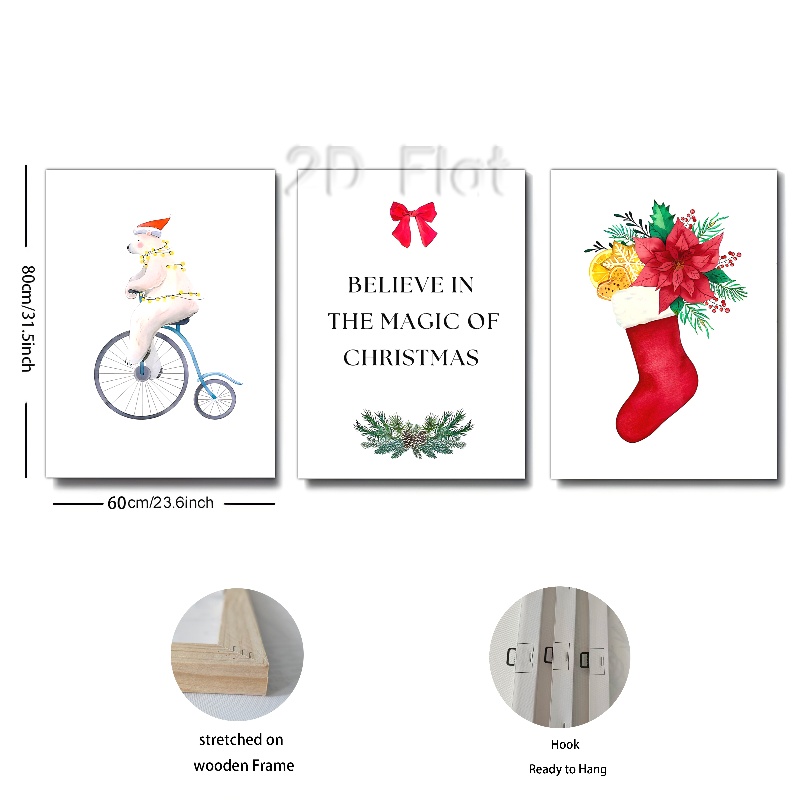 2D Flat
BELIEVE IN
THE MAGIC OF
CHRISTMAS
80cm/31.5inch
60cm/23.6inch
stretched on
wooden Frame
Hook
Ready to Hang